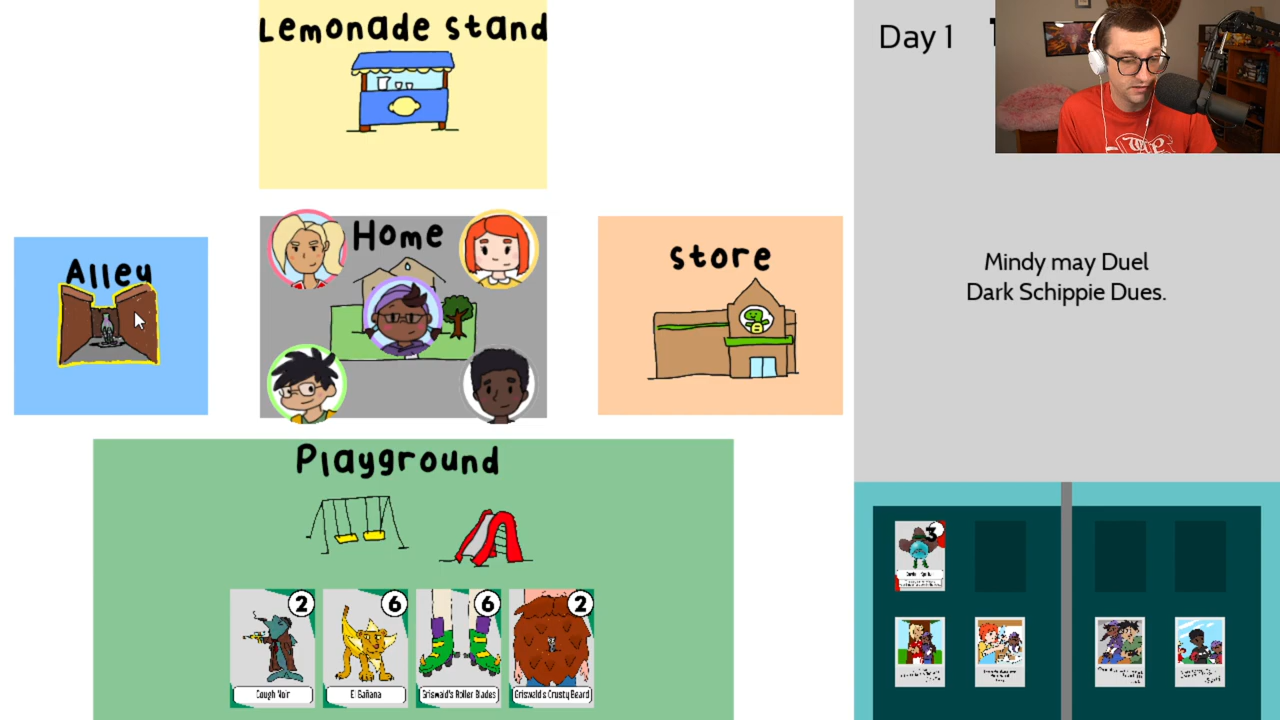 Lemonade stand
Day 1
Alley
Home
store
Mindy may Duel
Dark Schippie Dues.
Playground
2
6
6
2
3
Cough Noir
El Bañana
Griswald's Roller Blades
Griswald's Crusty Beard